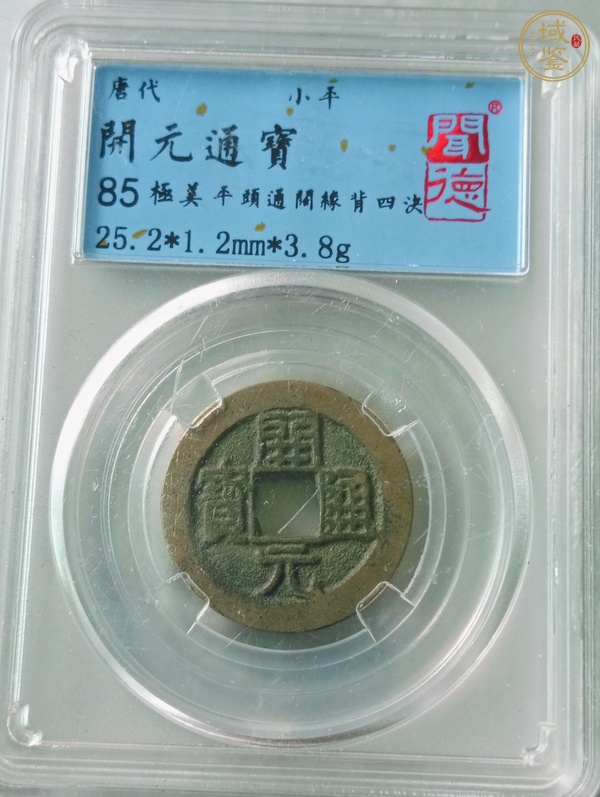 唐代 小平
開元通寶
85 極美 平頭通闊緣背四決
25.2*1.2mm*3.8g
聞德
®
域鑒
開元通寶